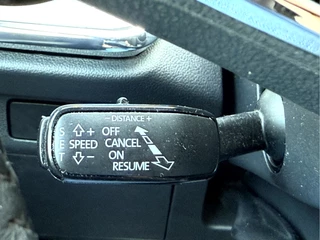 - DISTANCE +
S + OFF
E SPEED CANCEL
T - ON
RESUME